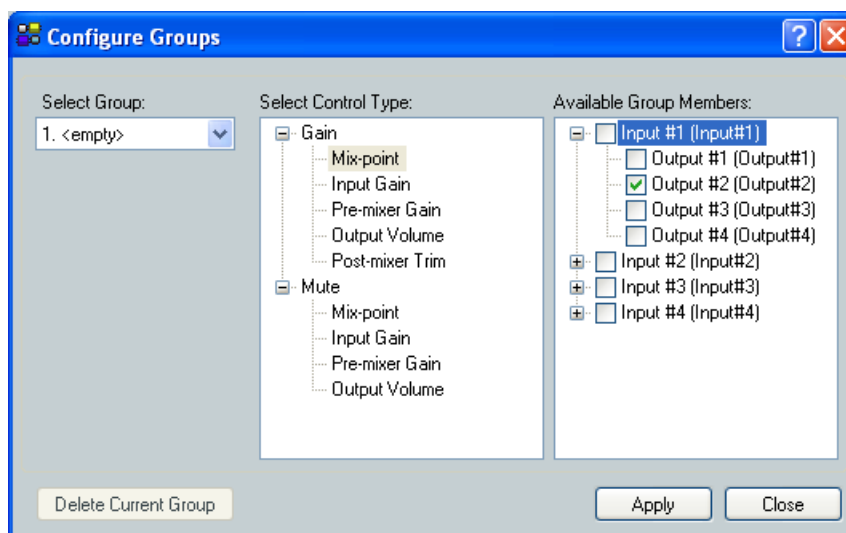 Configure Groups
Select Group:
1. <empty>
Select Control Type:
Gain
Mix-point
Input Gain
Pre-mixer Gain
Output Volume
Post-mixer Trim
Mute
Mix-point
Input Gain
Pre-mixer Gain
Output Volume
Available Group Members:
Input #1 (Input#1)
Output #1 (Output#1)
Output #2 (Output#2)
Output #3 (Output#3)
Output #4 (Output#4)
Input #2 (Input#2)
Input #3 (Input#3)
Input #4 (Input#4)
Delete Current Group
Apply
Close